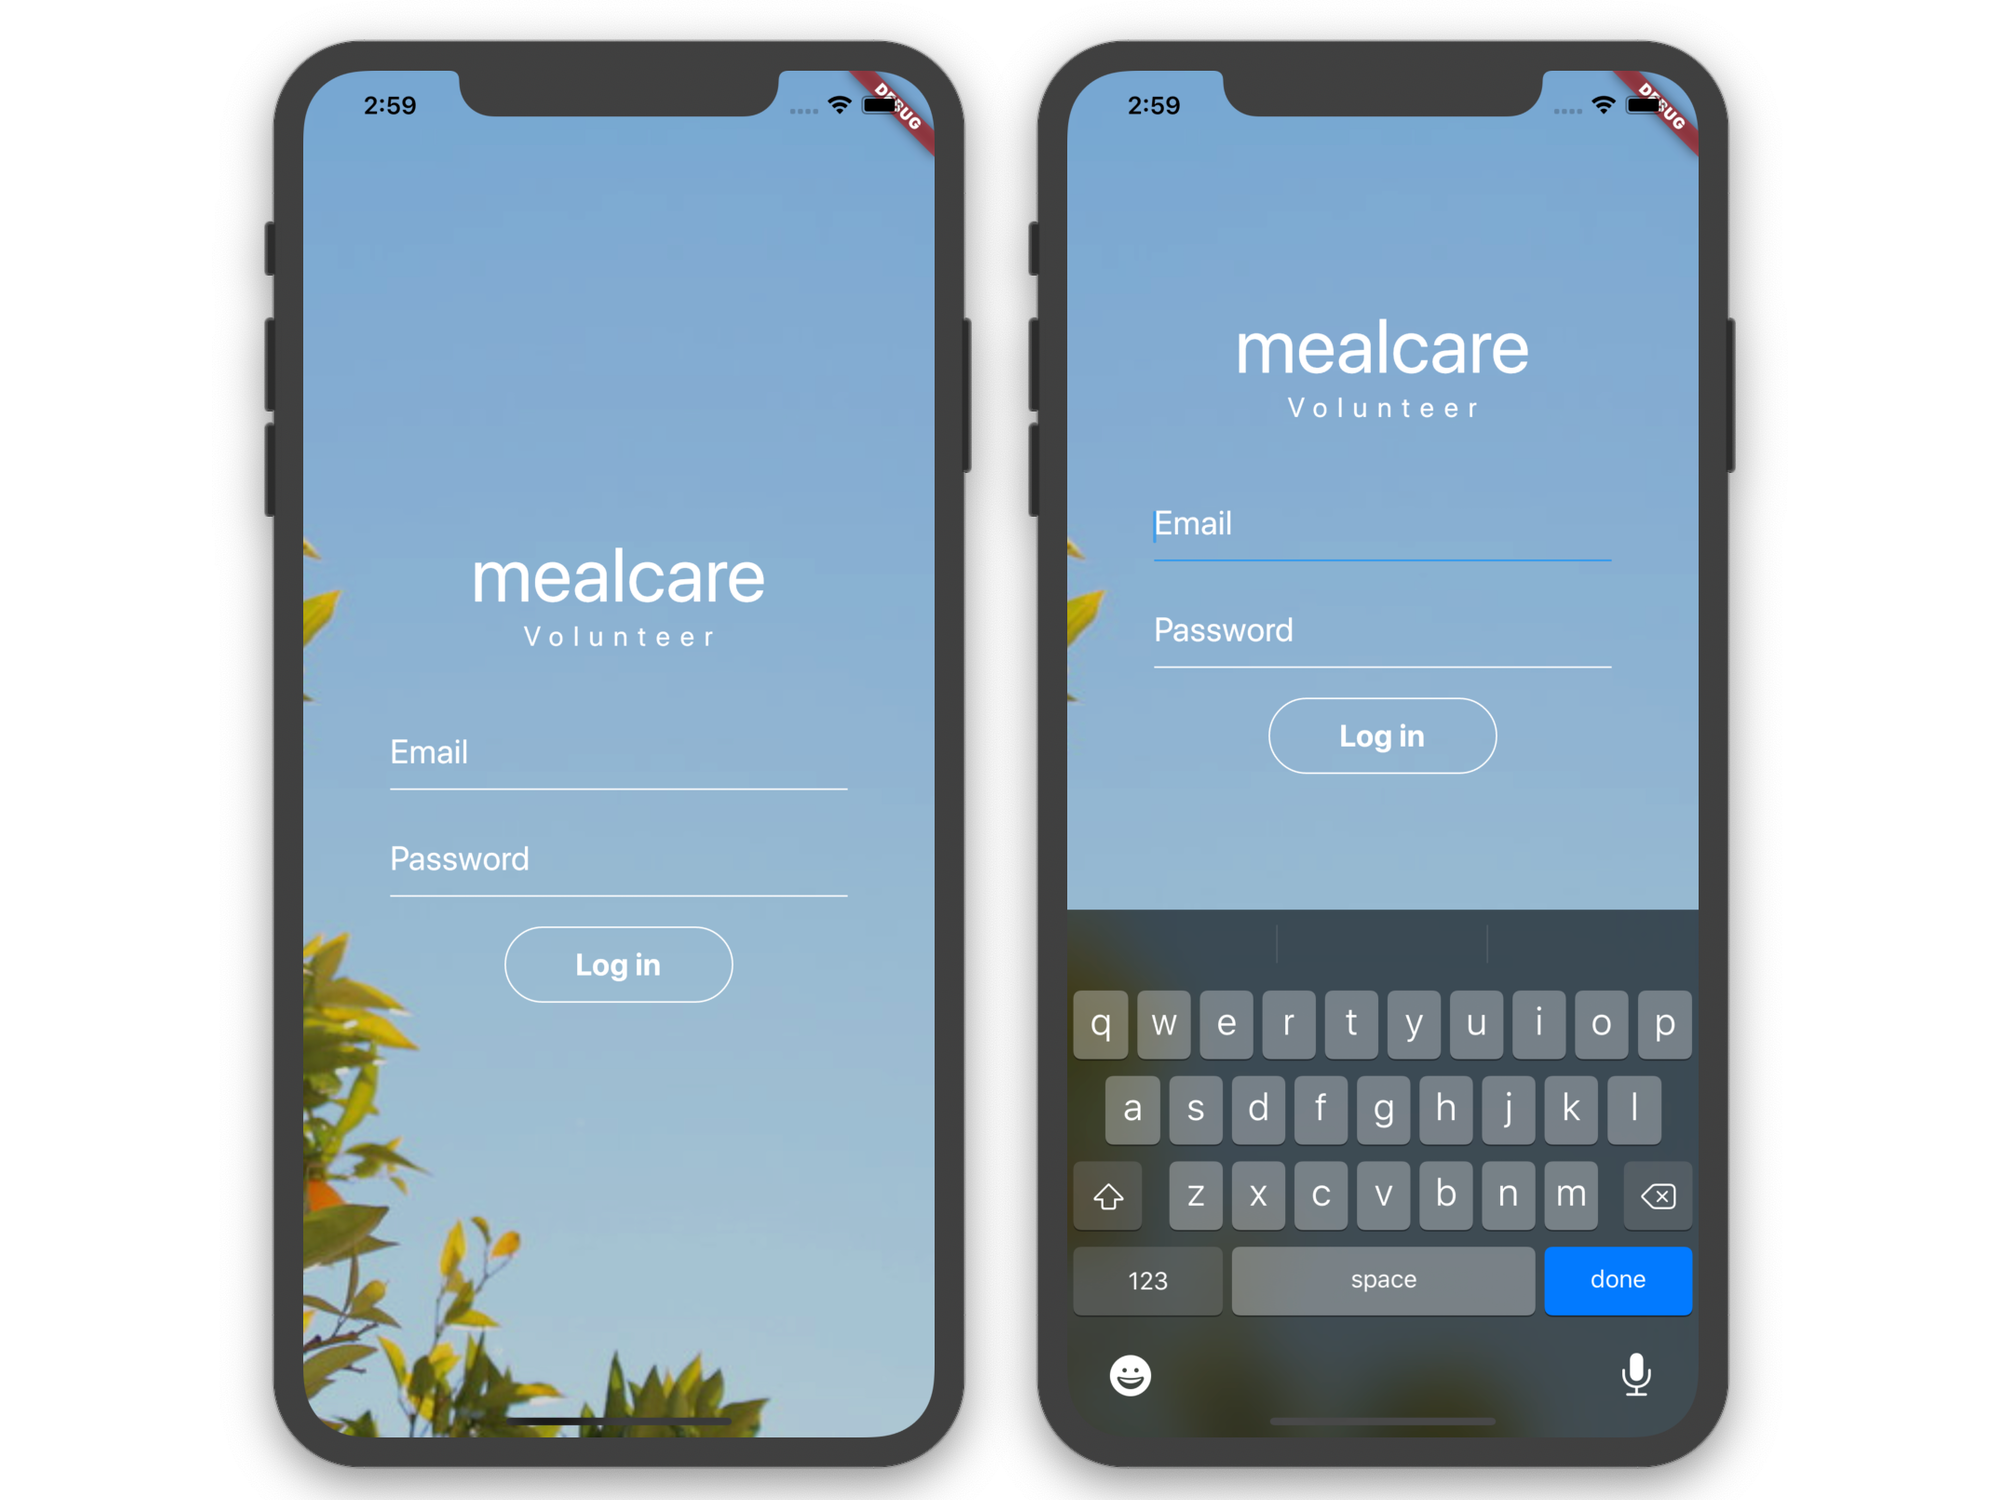 2:59
DEBUG
mealcare
Volunteer
Email
Password
Log in
2:59
DEBUG
mealcare
Volunteer
Email
Password
Log in
q w e r t y u i o p
a s d f g h j k l
z x c v b n m
123 space done